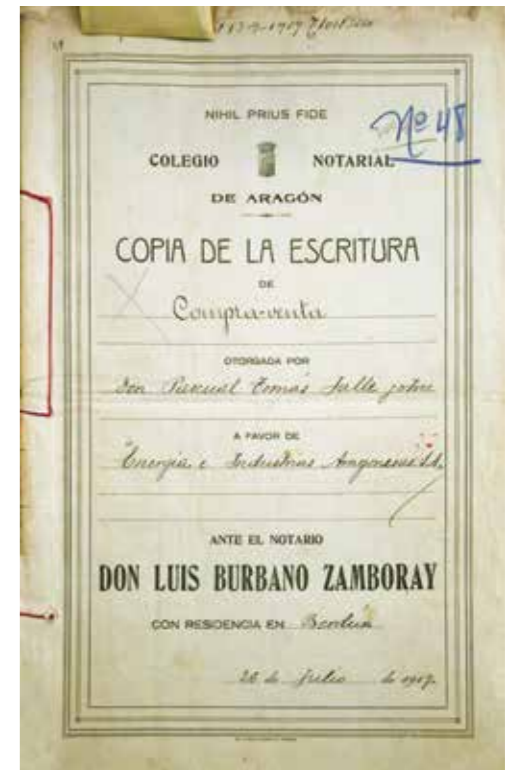 NIHIL PRIUS FIDE
Nº 48
COLEGIO NOTARIAL
DE ARAGÓN
COPIA DE LA ESCRITURA
DE
Compra-venta
OTORGADA POR
Don Pascual Tomás
A FAVOR DE
Energia e Industrias Aragonesas S.A.
ANTE EL NOTARIO
DON LUIS BURBANO ZAMBORAY
CON RESIDENCIA EN
26 de Julio de 1917.